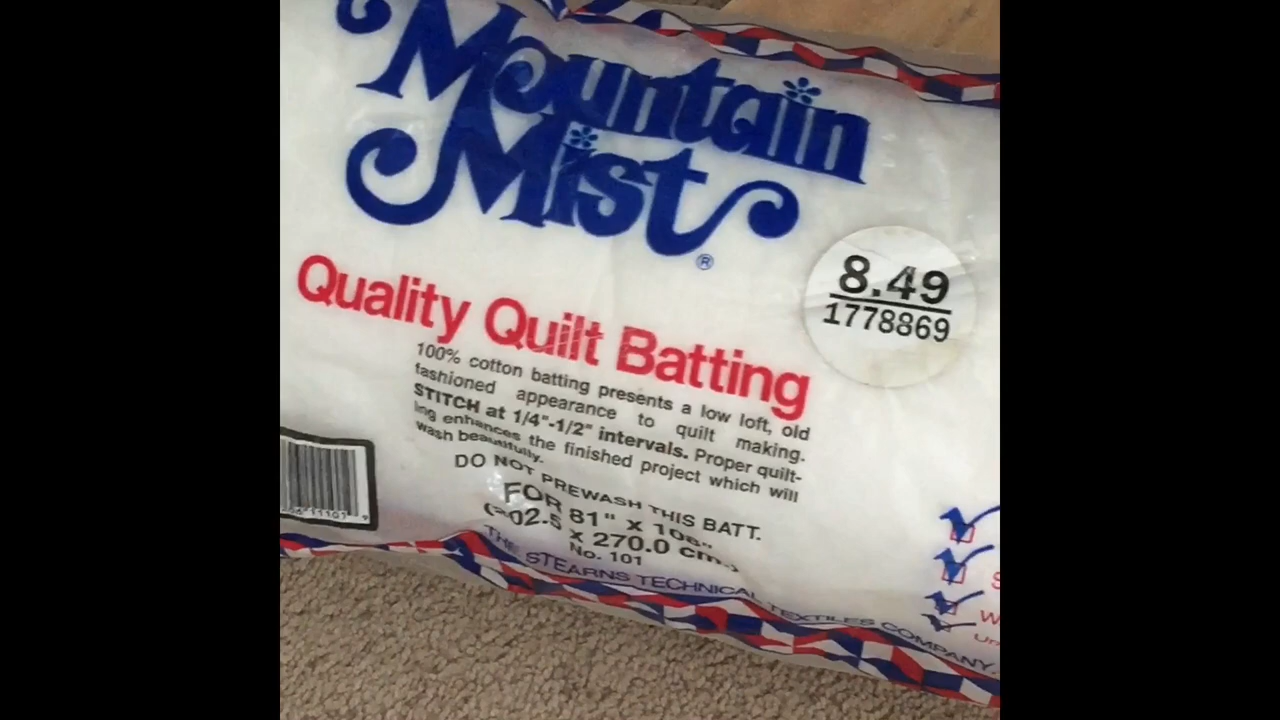 Mountain
Mist®
8.49
1778869
Quality Quilt Batting
100% cotton batting presents a low loft, old
fashioned appearance to quilt making.
STITCH at 1/4"-1/2" intervals. Proper quilt-
ing enhances the finished project which will
wash beautifully.
DO NOT PREWASH THIS BATT.
FOR 81" x 108"
x 270.0 cm.)
No. 101
THE STEARNS TECHNICAL TEXTILES COMPANY